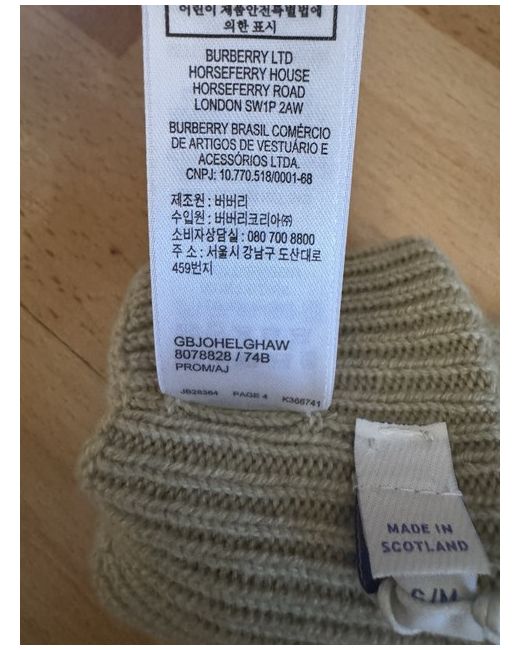 어린이 제품안전특별법에
의한 표시
BURBERRY LTD
HORSEFERRY HOUSE
HORSEFERRY ROAD
LONDON SW1P 2AW
BURBERRY BRASIL COMÉRCIO
DE ARTIGOS DE VESTUÁRIO E
ACESSÓRIOS LTDA.
CNPJ: 10.770.518/0001-68
제조원 : 버버리
수입원 : 버버리코리아㈜
소비자상담실 : 080 700 8800
주 소 : 서울시 강남구 도산대로
459번지
GBJOHELGHAW
8078828 / 74B
PROM/AJ
JB28364 PAGE 4 K366741
MADE IN
SCOTLAND
S/M